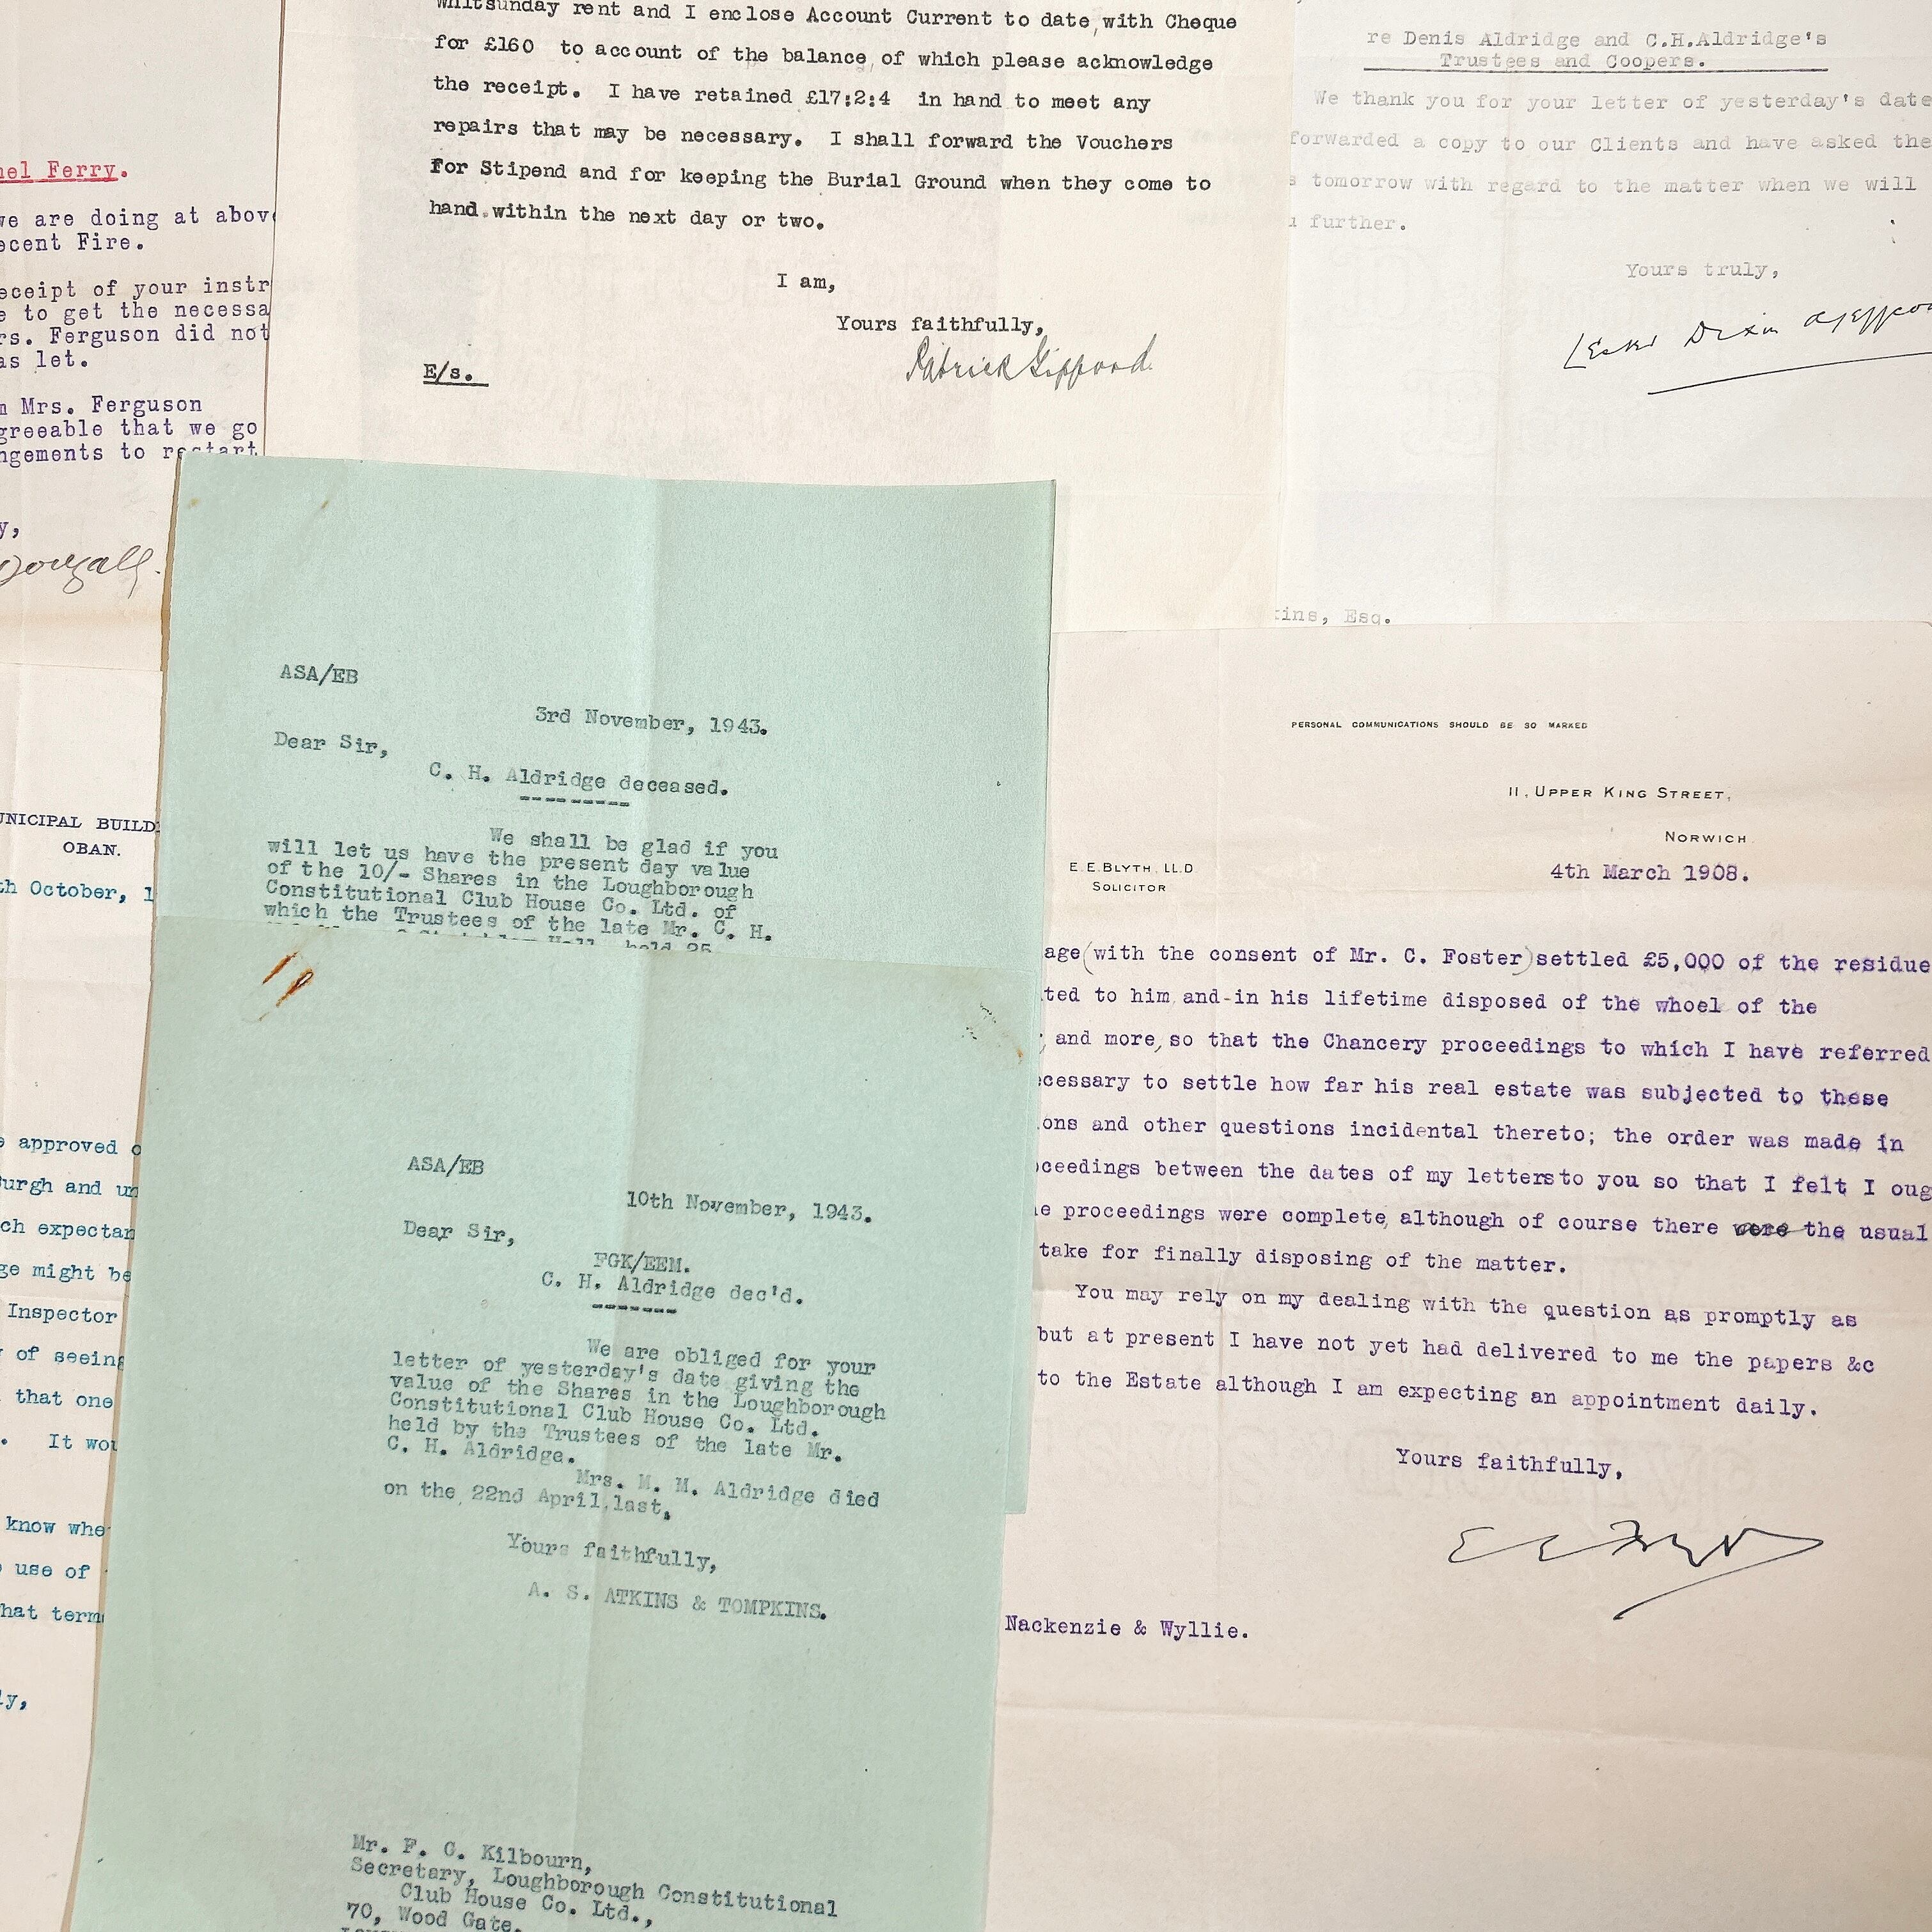 nel Ferry.
we are doing at above
ecent Fire.
eceipt of your instr
e to get the necessa
rs. Ferguson did not
as let.
m Mrs. Ferguson
greeable that we go
ngements to restart
y,
Whitsunday rent and I enclose Account Current to date, with Cheque
for £160 to account of the balance, of which please acknowledge
the receipt. I have retained £17:2:4 in hand to meet any
repairs that may be necessary. I shall forward the Vouchers
for Stipend and for keeping the Burial Ground when they come to
hand within the next day or two.
I am,
Yours faithfully,
Patrick Gifford
E/s.
re Denis Aldridge and C.H.Aldridge's
Trustees and Coopers.
We thank you for your letter of yesterday's date
forwarded a copy to our Clients and have asked the
s tomorrow with regard to the matter when we will
u further.
Yours truly,
kins, Esq.
UNICIPAL BUILD
OBAN.
th October, 1
e approved o
Burgh and un
ch expectan
ge might be
Inspector
y of seeing
that one
. It wou
know whe
use of
hat term
ly,
ASA/EB
3rd November, 1943.
Dear Sir,
C. H. Aldridge deceased.
---------
We shall be glad if you
will let us have the present day value
of the 10/- Shares in the Loughborough
Constitutional Club House Co. Ltd. of
which the Trustees of the late Mr. C. H.
Hall, held 25
ASA/EB
10th November, 1943.
Dear Sir,
FGK/EEM.
C. H. Aldridge dec'd.
-------
We are obliged for your
letter of yesterday's date giving the
value of the Shares in the Loughborough
Constitutional Club House Co. Ltd.
held by the Trustees of the late Mr.
C. H. Aldridge.
Mrs. M. M. Aldridge died
on the 22nd April last.
Yours faithfully,
A. S. ATKINS & TOMPKINS.
Mr. F. G. Kilbourn,
Secretary, Loughborough Constitutional
Club House Co. Ltd.,
70, Wood Gate.
PERSONAL COMMUNICATIONS SHOULD BE SO MARKED
11, UPPER KING STREET,
NORWICH
E.E.BLYTH, LL.D
SOLICITOR
4th March 1908.
age (with the consent of Mr. C. Foster) settled £5,000 of the residue
ted to him and-in his lifetime disposed of the whoel of the
, and more, so that the Chancery proceedings to which I have referred
ecessary to settle how far his real estate was subjected to these
ons and other questions incidental thereto; the order was made in
oceedings between the dates of my lettersto you so that I felt I oug
e proceedings were complete, although of course there were the usual
take for finally disposing of the matter.
You may rely on my dealing with the question as promptly as
but at present I have not yet had delivered to me the papers &c
to the Estate although I am expecting an appointment daily.
Yours faithfully,
Nackenzie & Wyllie.